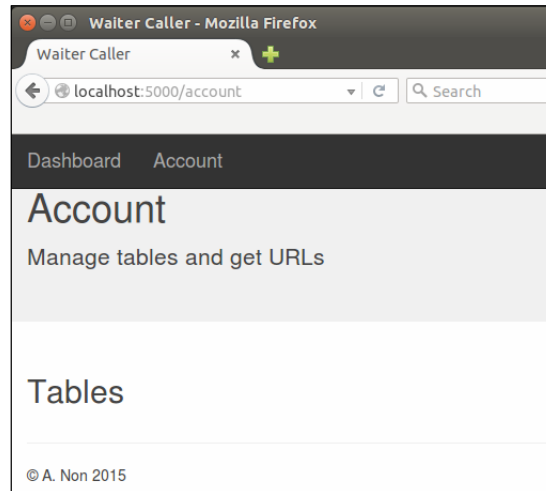 Waiter Caller - Mozilla Firefox
Waiter Caller
localhost:5000/account Search
Dashboard Account
Account
Manage tables and get URLs
Tables
© A. Non 2015